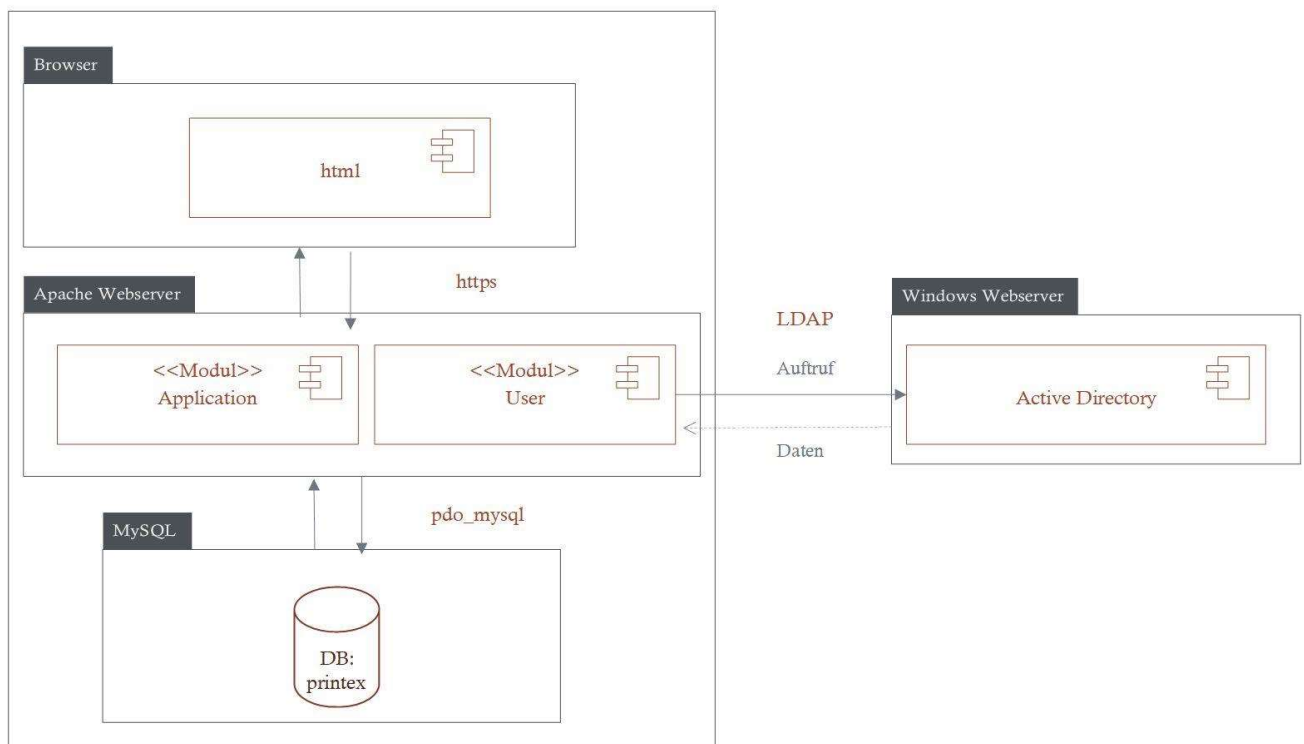 Browser
html
https
Apache Webserver
<<Modul>>
Application
<<Modul>>
User
LDAP
Auftruf
Daten
Windows Webserver
Active Directory
pdo_mysql
MySQL
DB:
printex